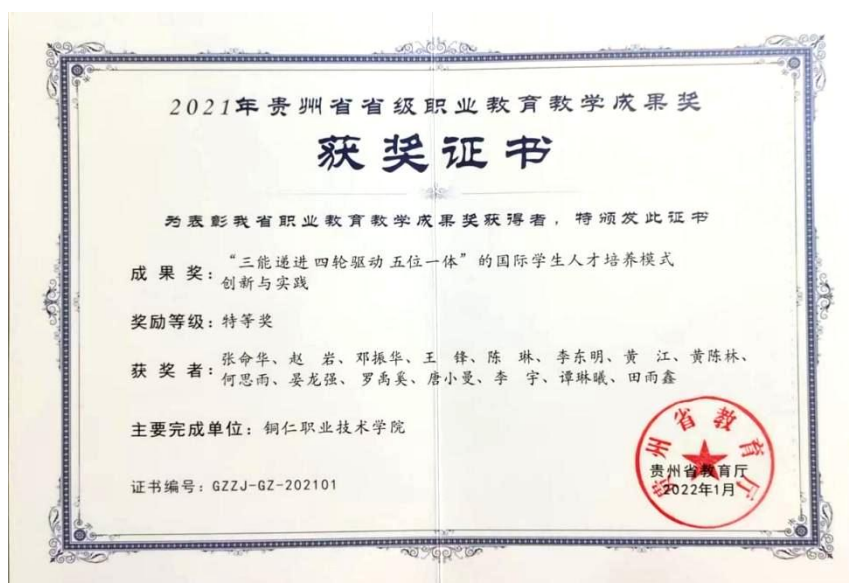 2021年贵州省省级职业教育教学成果奖
获奖证书
为表彰我省职业教育教学成果奖获得者，特颁发此证书
成果奖：“三能递进 四轮驱动 五位一体”的国际学生人才培养模式
创新与实践
奖励等级：特等奖
获奖者：张命华、赵 岩、邓振华、王 锋、陈 琳、李东明、黄 江、黄陈林、
何思雨、晏龙强、罗禹奚、唐小曼、李 宇、谭琳曦、田雨鑫
主要完成单位：铜仁职业技术学院
证书编号：GZZJ-GZ-202101
贵州省教育厅
贵州省教育厅
2022年1月